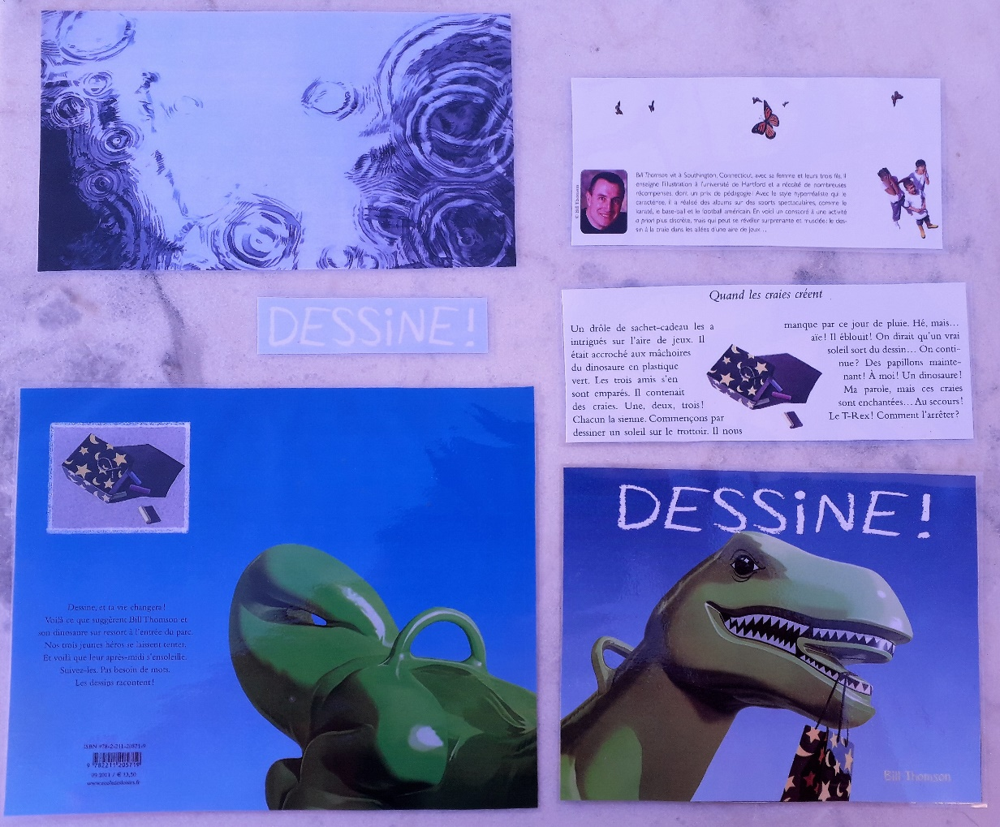 © Bill Thomson
Bill Thomson vit à Southington, Connecticut, avec sa femme et leurs trois fils. Il
enseigne l'illustration à l'université de Hartford et a récolté de nombreuses
récompenses, dont un prix de pédagogie! Avec le style hyperréaliste qui le
caractérise, il a réalisé des albums sur des sports spectaculaires, comme le
karaté, le base-ball et le football américain. En voici un consacré à une activité
a priori plus discrète, mais qui peut se révéler surprenante et musclée: le des-
sin à la craie dans les allées d'une aire de jeux...
DESSiNE!
Quand les craies créent
Un drôle de sachet-cadeau les a
intrigués sur l'aire de jeux. Il
était accroché aux mâchoires
du dinosaure en plastique
vert. Les trois amis s'en
sont emparés. Il contenait
des craies. Une, deux, trois!
Chacun la sienne. Commençons par
dessiner un soleil sur le trottoir. Il nous
manque par ce jour de pluie. Hé, mais...
aïe! Il éblouit! On dirait qu'un vrai
soleil sort du dessin... On conti-
nue? Des papillons mainte-
nant! À moi! Un dinosaure!
Ma parole, mais ces craies
sont enchantées... Au secours!
Le T-Rex! Comment l'arrêter?
Dessine, et ta vie changera!
Voilà ce que suggèrent Bill Thomson et
son dinosaure sur ressort à l'entrée du parc.
Nos trois jeunes héros se laissent tenter.
Et voilà que leur après-midi s'ensoleille.
Suivez-les. Pas besoin de mots.
Les dessins racontent!
ISBN 978-2-211-20571-9
9 782211 205719
09.2011 / € 13,50
www.ecoledesloisirs.fr
DESSiNE!
Bill Thomson